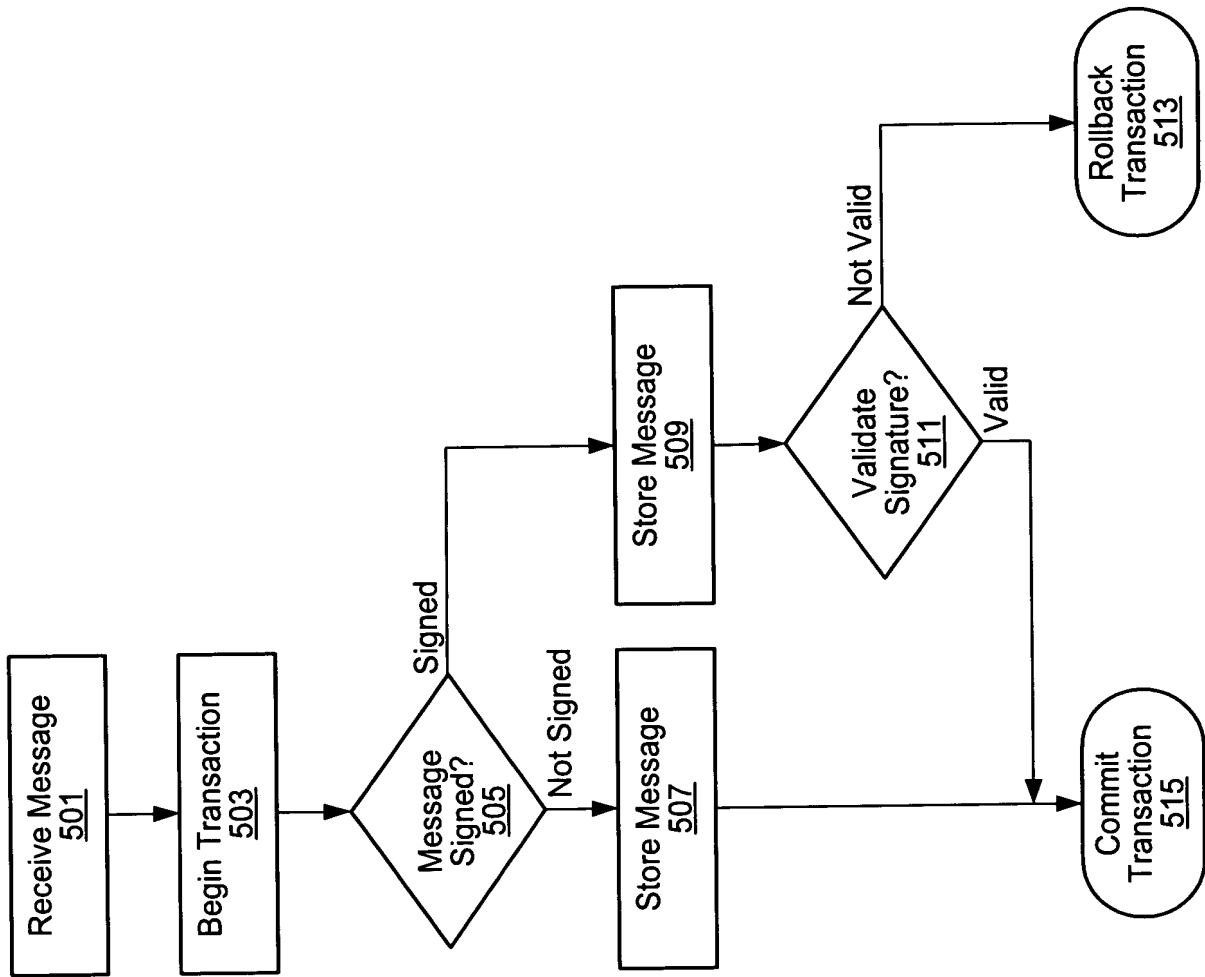 Receive Message
501
Begin Transaction
503
Message
Signed?
505
Signed
Not Signed
Store Message
507
Store Message
509
Validate
Signature?
511
Not Valid
Valid
Rollback
Transaction
513
Commit
Transaction
515